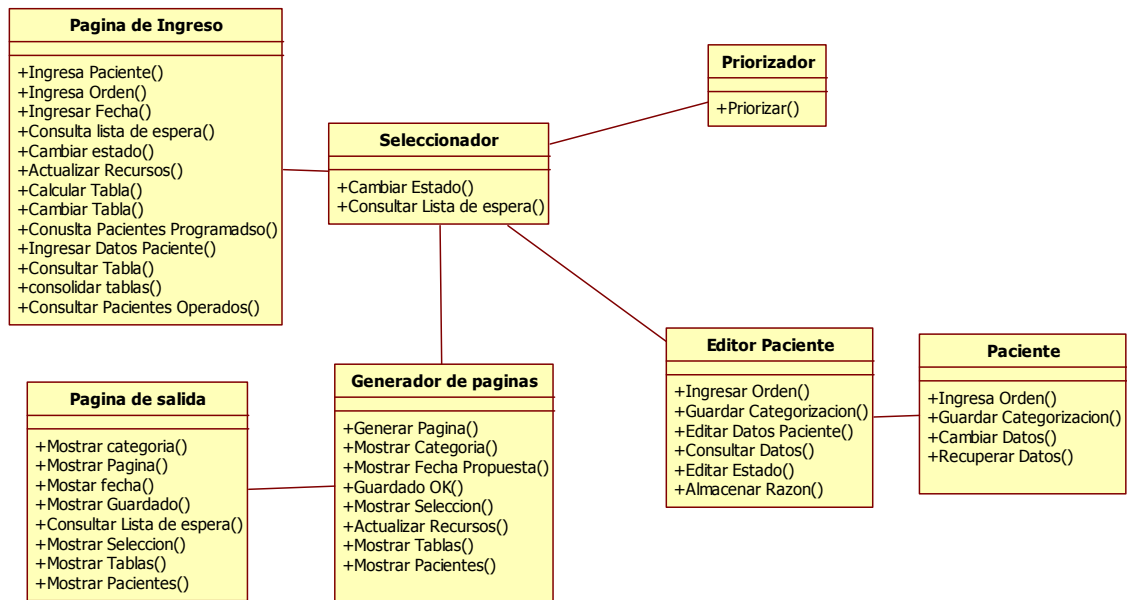 Pagina de Ingreso
+Ingresa Paciente()
+Ingresa Orden()
+Ingresar Fecha()
+Consulta lista de espera()
+Cambiar estado()
+Actualizar Recursos()
+Calcular Tabla()
+Cambiar Tabla()
+Conuslta Pacientes Programadso()
+Ingresar Datos Paciente()
+Consultar Tabla()
+consolidar tablas()
+Consultar Pacientes Operados()
Seleccionador
+Cambiar Estado()
+Consultar Lista de espera()
Priorizador
+Priorizar()
Pagina de salida
+Mostrar categoria()
+Mostrar Pagina()
+Mostar fecha()
+Mostrar Guardado()
+Consultar Lista de espera()
+Mostrar Seleccion()
+Mostrar Tablas()
+Mostrar Pacientes()
Generador de paginas
+Generar Pagina()
+Mostrar Categoria()
+Mostrar Fecha Propuesta()
+Guardado OK()
+Mostrar Seleccion()
+Actualizar Recursos()
+Mostrar Tablas()
+Mostrar Pacientes()
Editor Paciente
+Ingresar Orden()
+Guardar Categorizacion()
+Editar Datos Paciente()
+Consultar Datos()
+Editar Estado()
+Almacenar Razon()
Paciente
+Ingresa Orden()
+Guardar Categorizacion()
+Cambiar Datos()
+Recuperar Datos()